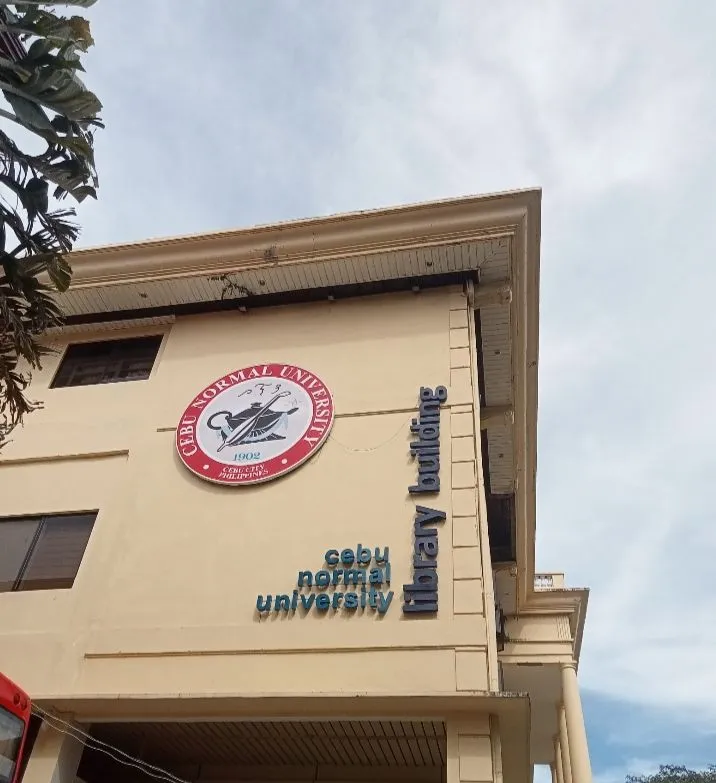 CEBU NORMAL UNIVERSITY
1902
CEBU CITY
PHILIPPINES
cebu
normal
university
library building